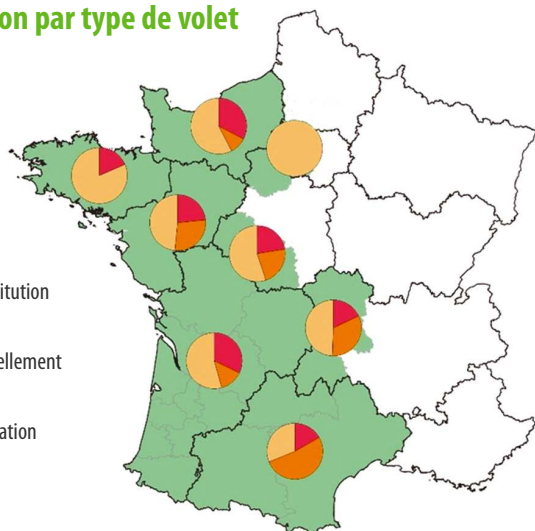 on par type de volet
itution
ellement
ation